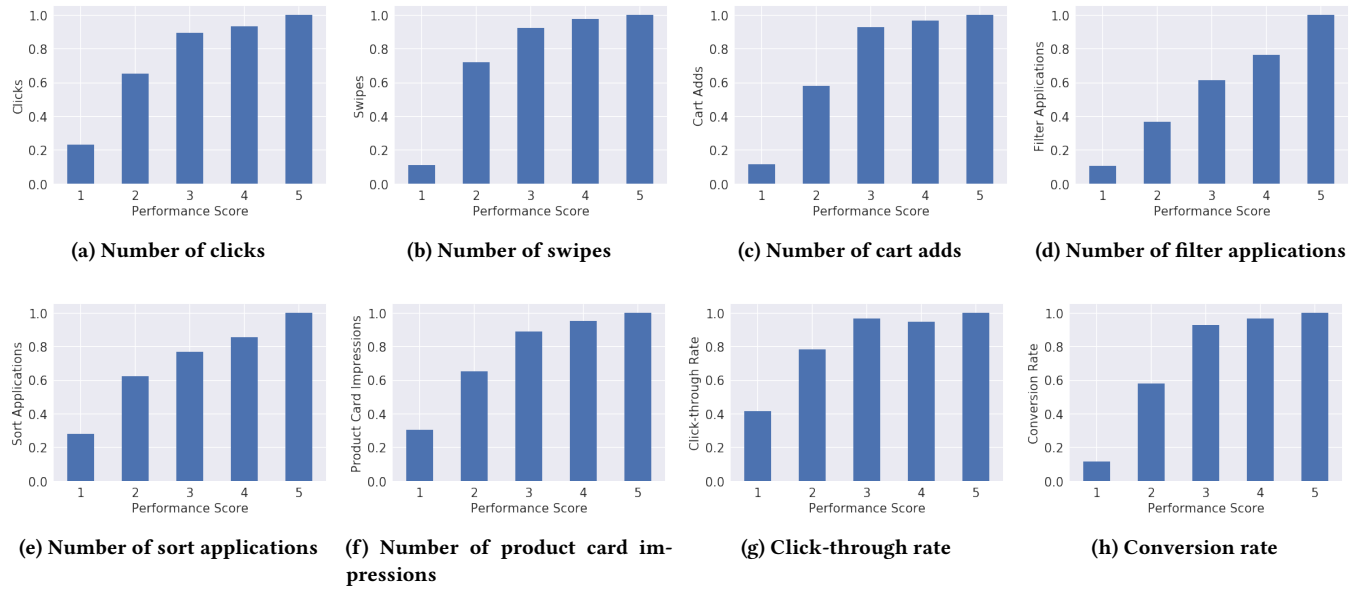 1.0
0.8
0.6
0.4
0.2
0.0
Clicks
1 2 3 4 5
Performance Score
(a) Number of clicks
1.0
0.8
0.6
0.4
0.2
0.0
Swipes
1 2 3 4 5
Performance Score
(b) Number of swipes
1.0
0.8
0.6
0.4
0.2
0.0
Cart Adds
1 2 3 4 5
Performance Score
(c) Number of cart adds
1.0
0.8
0.6
0.4
0.2
0.0
Filter Applications
1 2 3 4 5
Performance Score
(d) Number of filter applications
1.0
0.8
0.6
0.4
0.2
0.0
Sort Applications
1 2 3 4 5
Performance Score
(e) Number of sort applications
1.0
0.8
0.6
0.4
0.2
0.0
Product Card Impressions
1 2 3 4 5
Performance Score
(f) Number of product card im-
pressions
1.0
0.8
0.6
0.4
0.2
0.0
Click-through Rate
1 2 3 4 5
Performance Score
(g) Click-through rate
1.0
0.8
0.6
0.4
0.2
0.0
Conversion Rate
1 2 3 4 5
Performance Score
(h) Conversion rate